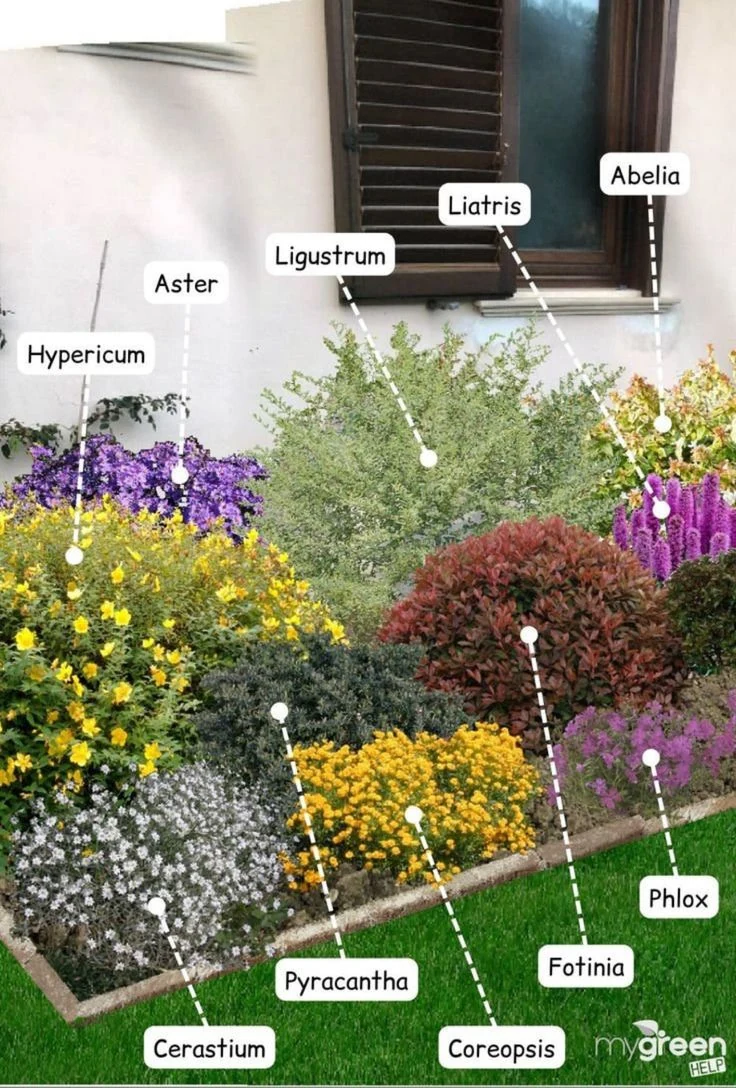 Abelia
Liatris
Ligustrum
Aster
Hypericum
Phlox
Fotinia
Pyracantha
Cerastium
Coreopsis
mygreen
HELP